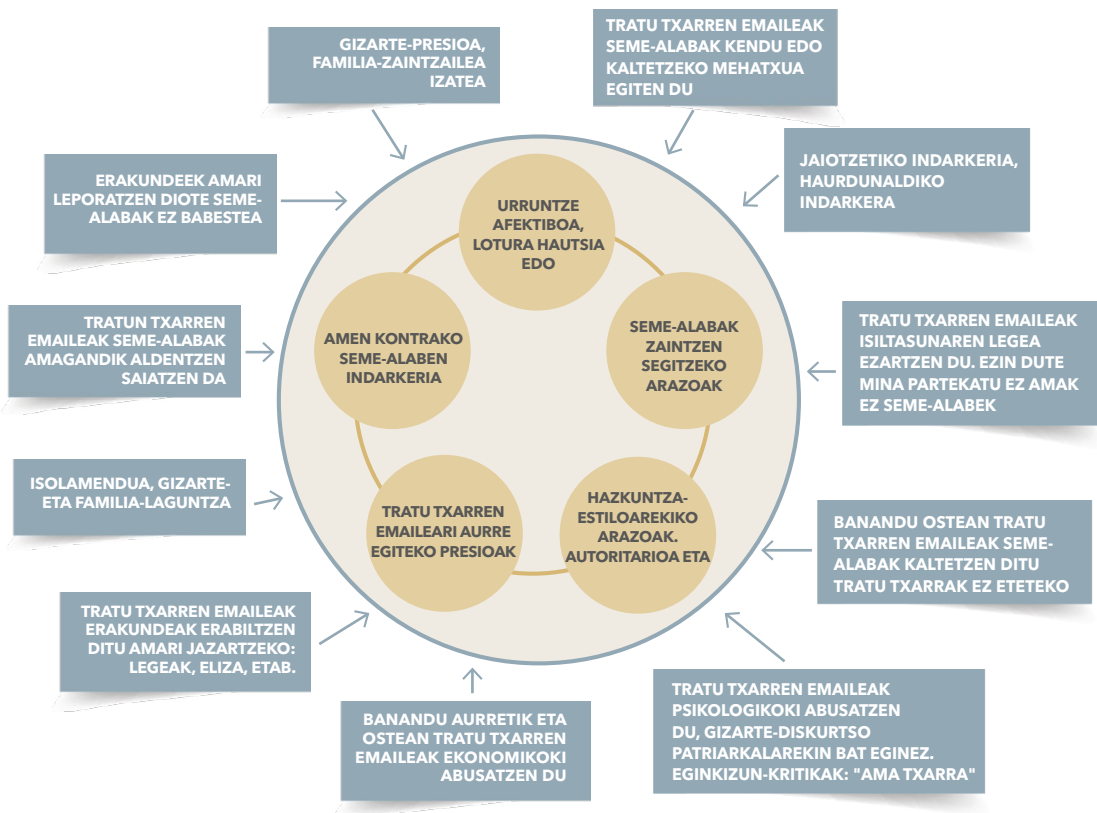 GIZARTE-PRESIOA,
FAMILIA-ZAINTZAILEA
IZATEA
TRATU TXARREN EMAILEAK
SEME-ALABAK KENDU EDO
KALTETZEKO MEHATXUA
EGITEN DU
ERAKUNDEEK AMARI
LEPORATZEN DIOTE SEME-
ALABAK EZ BABESTEA
JAIOTZETIKO INDARKERIA,
HAURDUNALDIKO
INDARKERA
URRUNTZE
AFEKTIBOA,
LOTURA HAUTSIA
EDO
TRATUN TXARREN
EMAILEAK SEME-ALABAK
AMAGANDIK ALDENTZEN
SAIATZEN DA
AMEN KONTRAKO
SEME-ALABEN
INDARKERIA
SEME-ALABAK
ZAINTZEN
SEGITZEKO
ARAZOAK
TRATU TXARREN EMAILEAK
ISILTASUNAREN LEGEA
EZARTZEN DU. EZIN DUTE
MINA PARTEKATU EZ AMAK
EZ SEME-ALABEK
ISOLAMENDUA, GIZARTE-
ETA FAMILIA-LAGUNTZA
TRATU TXARREN
EMAILEARI AURRE
EGITEKO PRESIOAK
HAZKUNTZA-
ESTILOAREKIKO
ARAZOAK.
AUTORITARIOA ETA
BANANDU OSTEAN TRATU
TXARREN EMAILEAK SEME-
ALABAK KALTETZEN DITU
TRATU TXARRAK EZ ETETEKO
TRATU TXARREN EMAILEAK
ERAKUNDEAK ERABILTZEN
DITU AMARI JAZARTZEKO:
LEGEAK, ELIZA, ETAB.
BANANDU AURRETIK ETA
OSTEAN TRATU TXARREN
EMAILEAK EKONOMIKOKI
ABUSATZEN DU
TRATU TXARREN EMAILEAK
PSIKOLOGIKOKI ABUSATZEN
DU, GIZARTE-DISKURTSO
PATRIARKALAREKIN BAT EGINEZ.
EGINKIZUN-KRITIKAK: "AMA TXARRA"